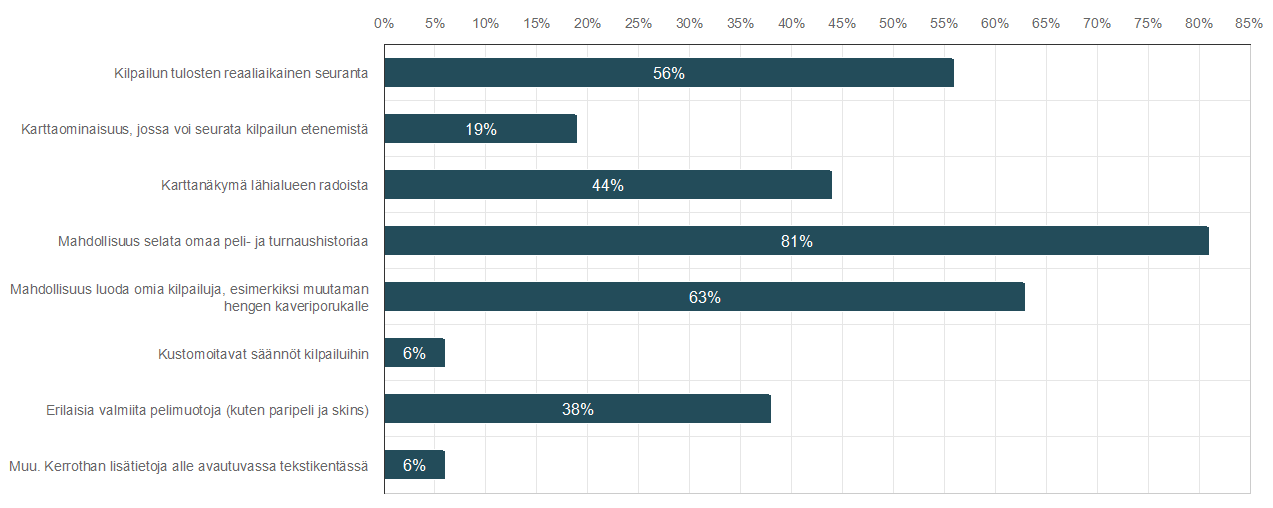 0% 5% 10% 15% 20% 25% 30% 35% 40% 45% 50% 55% 60% 65% 70% 75% 80% 85%
Kilpailun tulosten reaaliaikainen seuranta 56%
Karttaominaisuus, jossa voi seurata kilpailun etenemistä 19%
Karttanäkymä lähialueen radoista 44%
Mahdollisuus selata omaa peli- ja turnaushistoriaa 81%
Mahdollisuus luoda omia kilpailuja, esimerkiksi muutaman
hengen kaveriporukalle 63%
Kustomoitavat säännöt kilpailuihin 6%
Erilaisia valmiita pelimuotoja (kuten paripeli ja skins) 38%
Muu. Kerrothan lisätietoja alle avautuvassa tekstikentässä 6%